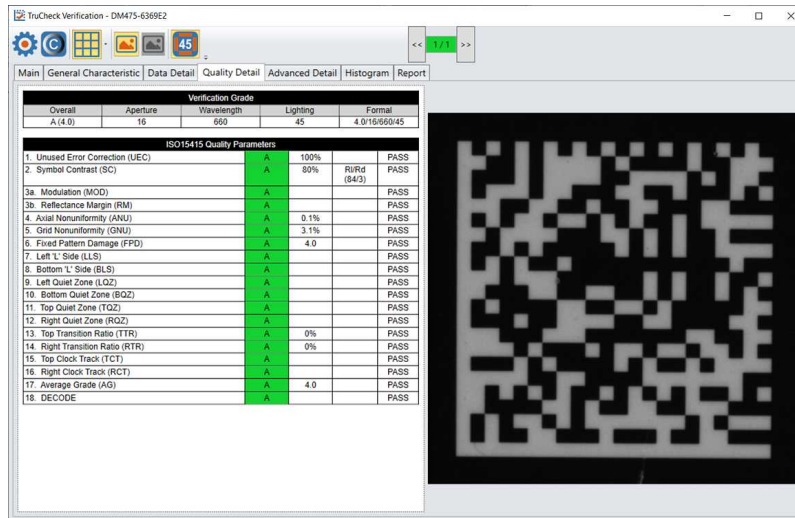 TruCheck Verification - DM475-6369E2
45
<< 1/1 >>
Main General Characteristic Data Detail Quality Detail Advanced Detail Histogram Report
Verification Grade
Overall Aperture Wavelength Lighting Formal
A (4.0) 16 660 45 4.0/16/660/45
ISO15415 Quality Parameters
1. Unused Error Correction (UEC) A 100% PASS
2. Symbol Contrast (SC) A 80% Rl/Rd PASS
(84/3)
3a. Modulation (MOD) A PASS
3b. Reflectance Margin (RM) A PASS
4. Axial Nonuniformity (ANU) A 0.1% PASS
5. Grid Nonuniformity (GNU) A 3.1% PASS
6. Fixed Pattern Damage (FPD) A 4.0 PASS
7. Left 'L' Side (LLS) A PASS
8. Bottom 'L' Side (BLS) A PASS
9. Left Quiet Zone (LQZ) A PASS
10. Bottom Quiet Zone (BQZ) A PASS
11. Top Quiet Zone (TQZ) A PASS
12. Right Quiet Zone (RQZ) A PASS
13. Top Transition Ratio (TTR) A 0% PASS
14. Right Transition Ratio (RTR) A 0% PASS
15. Top Clock Track (TCT) A PASS
16. Right Clock Track (RCT) A PASS
17. Average Grade (AG) A 4.0 PASS
18. DECODE A PASS